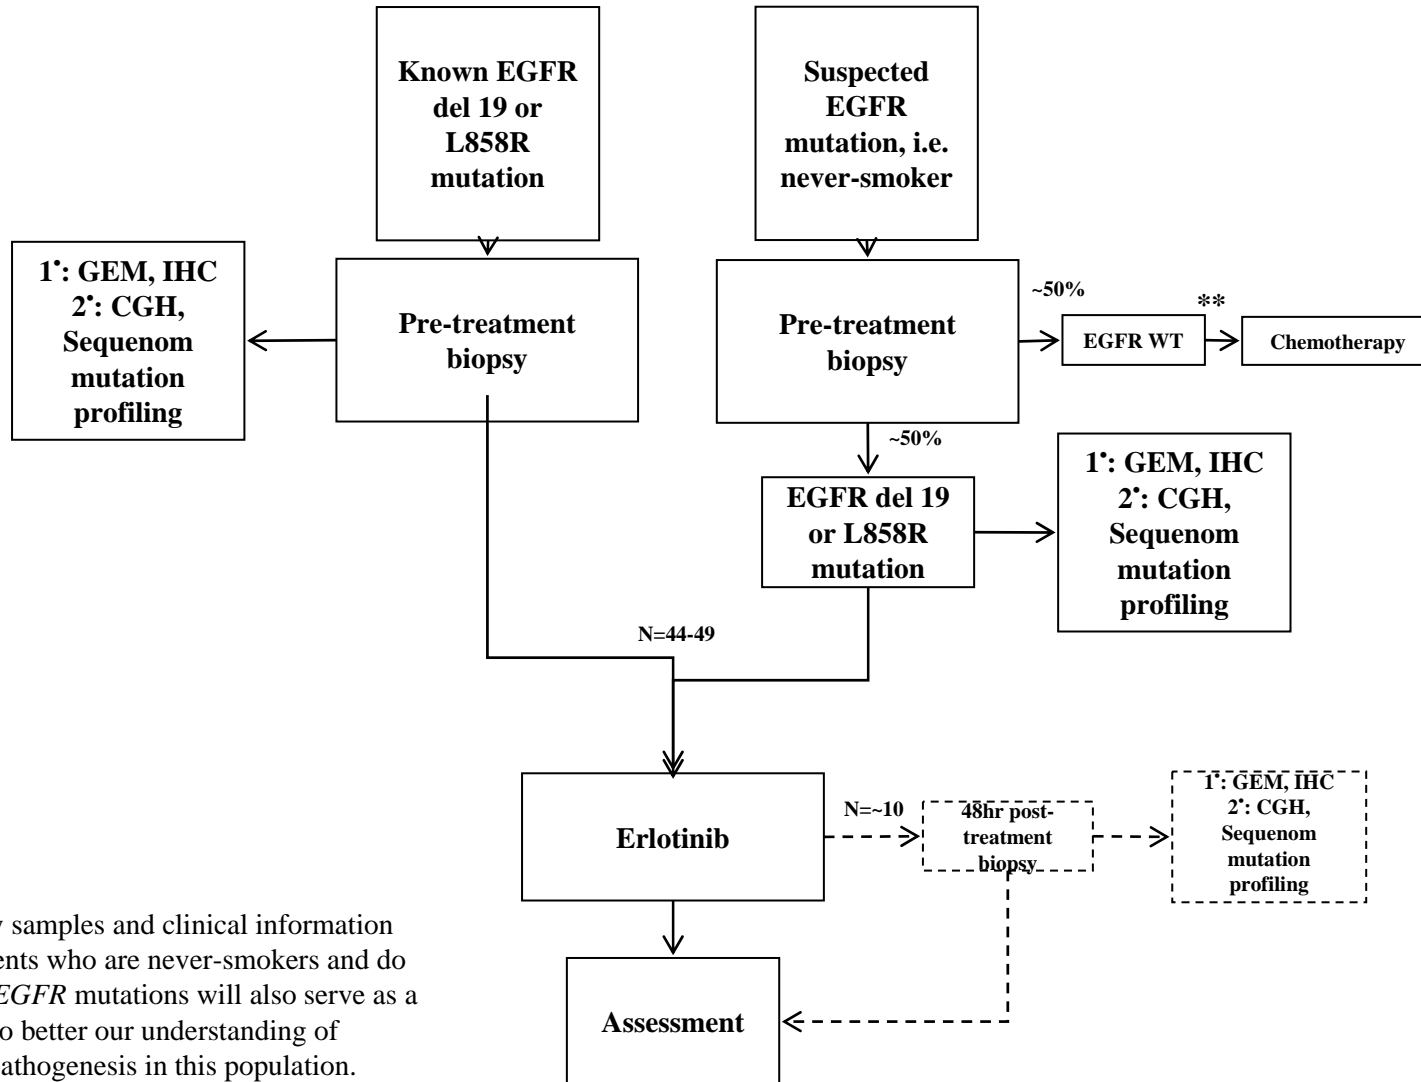 Known EGFR
del 19 or
L858R
mutation
Suspected
EGFR
mutation, i.e.
never-smoker
1˚: GEM, IHC
2˚: CGH,
Sequenom
mutation
profiling
Pre-treatment
biopsy
Pre-treatment
biopsy
~50%
EGFR WT
**
Chemotherapy
~50%
EGFR del 19
or L858R
mutation
1˚: GEM, IHC
2˚: CGH,
Sequenom
mutation
profiling
N=44-49
Erlotinib
N=~10
48hr post-
treatment
biopsy
1˚: GEM, IHC
2˚: CGH,
Sequenom
mutation
profiling
Assessment
samples and clinical information
who are never-smokers and do
EGFR mutations will also serve as a
better our understanding of
in this population.